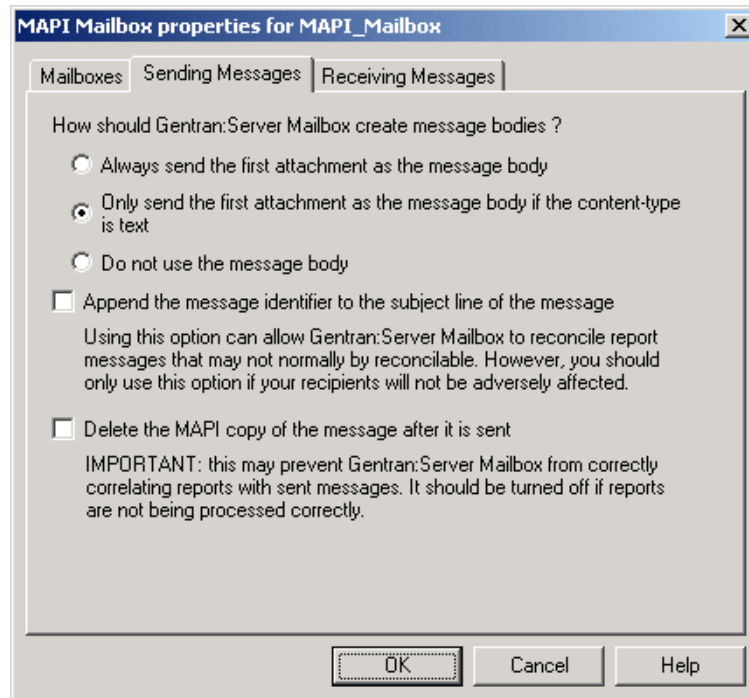 MAPI Mailbox properties for MAPI_Mailbox
Mailboxes
Sending Messages
Receiving Messages
How should Gentran:Server Mailbox create message bodies ?
Always send the first attachment as the message body
Only send the first attachment as the message body if the content-type
is text
Do not use the message body
Append the message identifier to the subject line of the message
Using this option can allow Gentran:Server Mailbox to reconcile report
messages that may not normally by reconcilable. However, you should
only use this option if your recipients will not be adversely affected.
Delete the MAPI copy of the message after it is sent
IMPORTANT: this may prevent Gentran:Server Mailbox from correctly
correlating reports with sent messages. It should be turned off if reports
are not being processed correctly.
OK
Cancel
Help